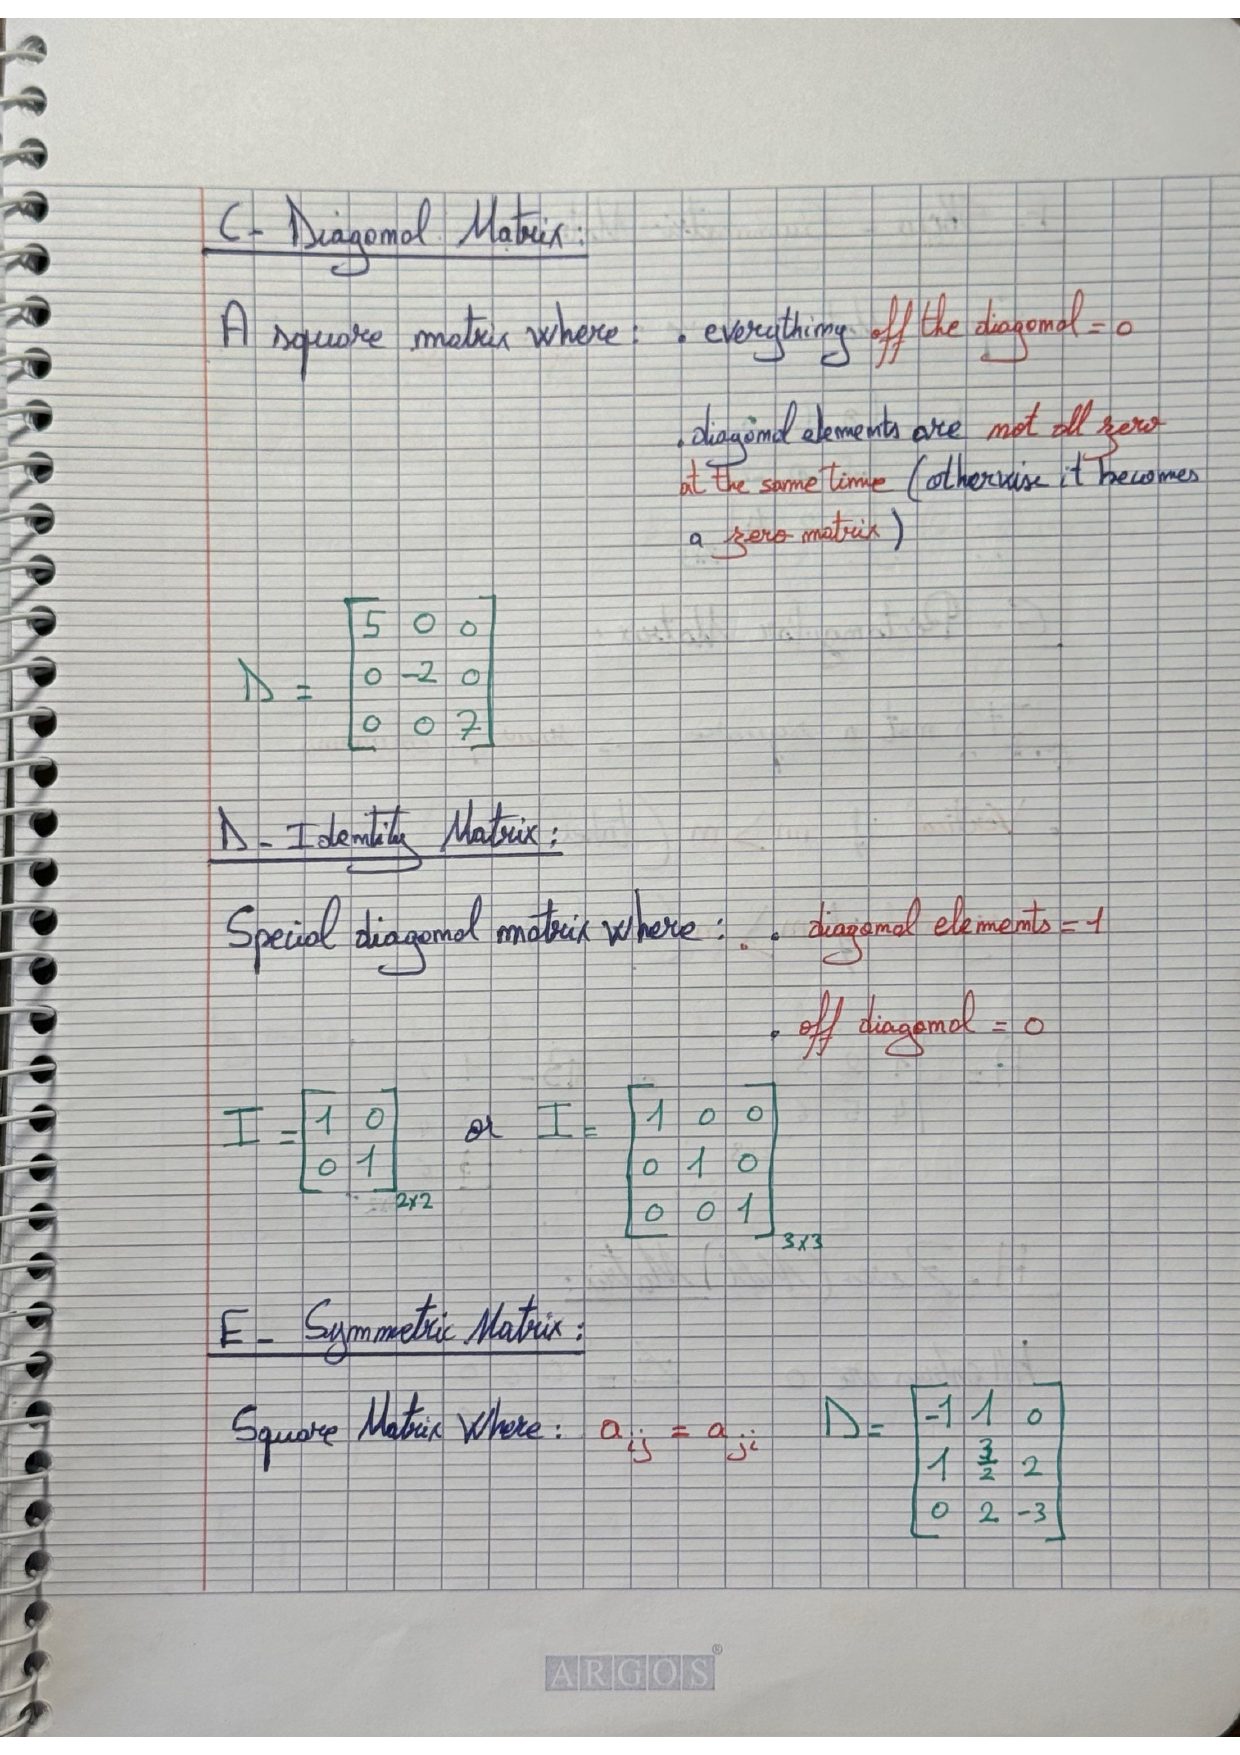 C- Diagonal Matrix:
A square matrix where: . everything off the diagonal = 0
. diagonal elements are not all zero
at the same time (otherwise it becomes
a zero matrix)
D = [5 0 0
0 -2 0
0 0 7]
D- Identity Matrix:
Special diagonal matrix where: . . diagonal elements = 1
. off diagonal = 0
I = [1 0
0 1] 2x2 or I = [1 0 0
0 1 0
0 0 1] 3x3
E- Symmetric Matrix:
Square Matrix Where: a_ij = a_ji D = [-1 1 0
1 3/2 2
0 2 -3]
ARGOS®